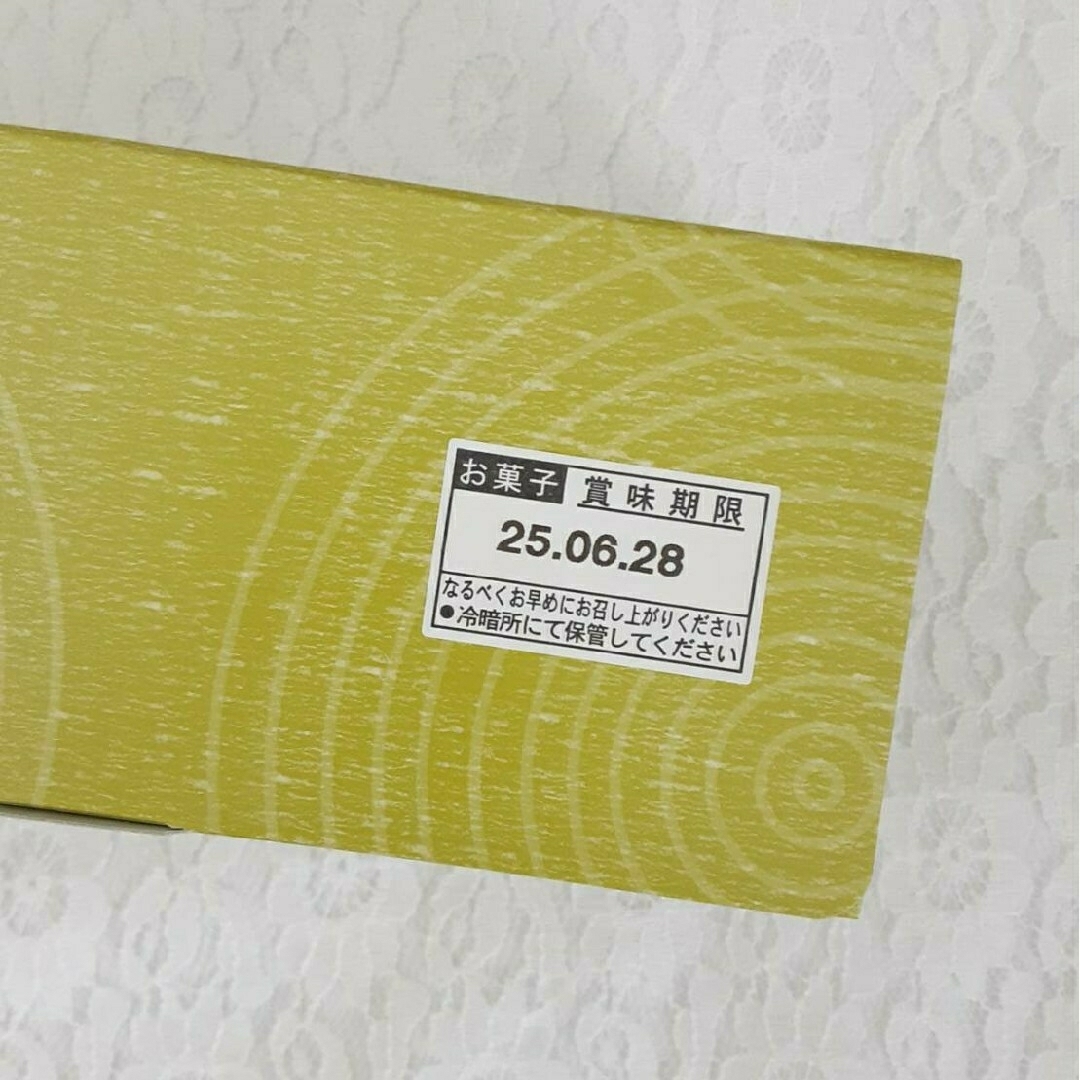 お菓子 賞味期限
25.06.28
なるべくお早めにお召し上がりください
●冷暗所にて保管してください